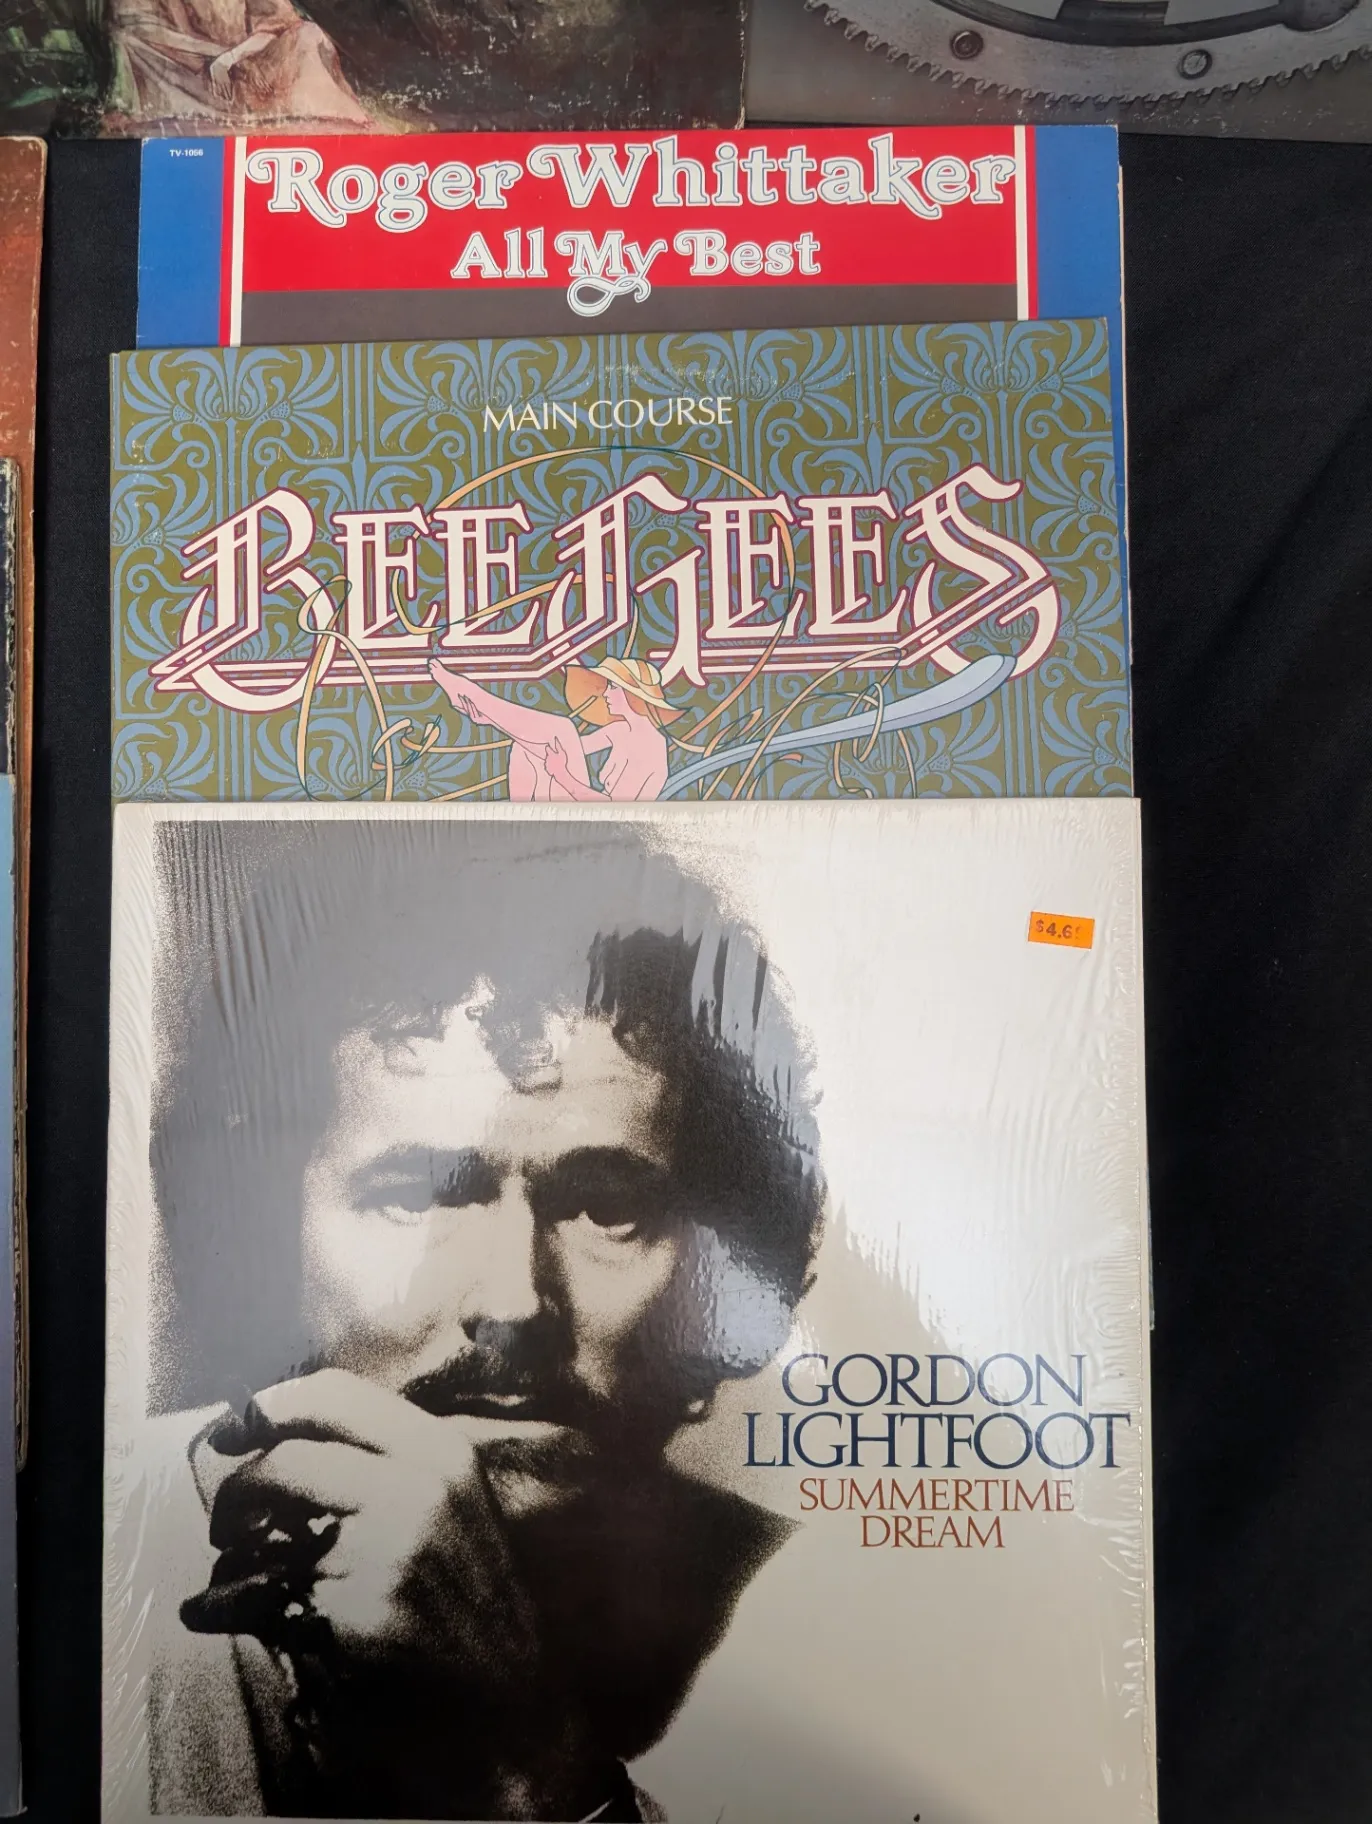 TV-1056
Roger Whittaker
All My Best
MAIN COURSE
BEE GEES
$4.6
GORDON
LIGHTFOOT
SUMMERTIME
DREAM